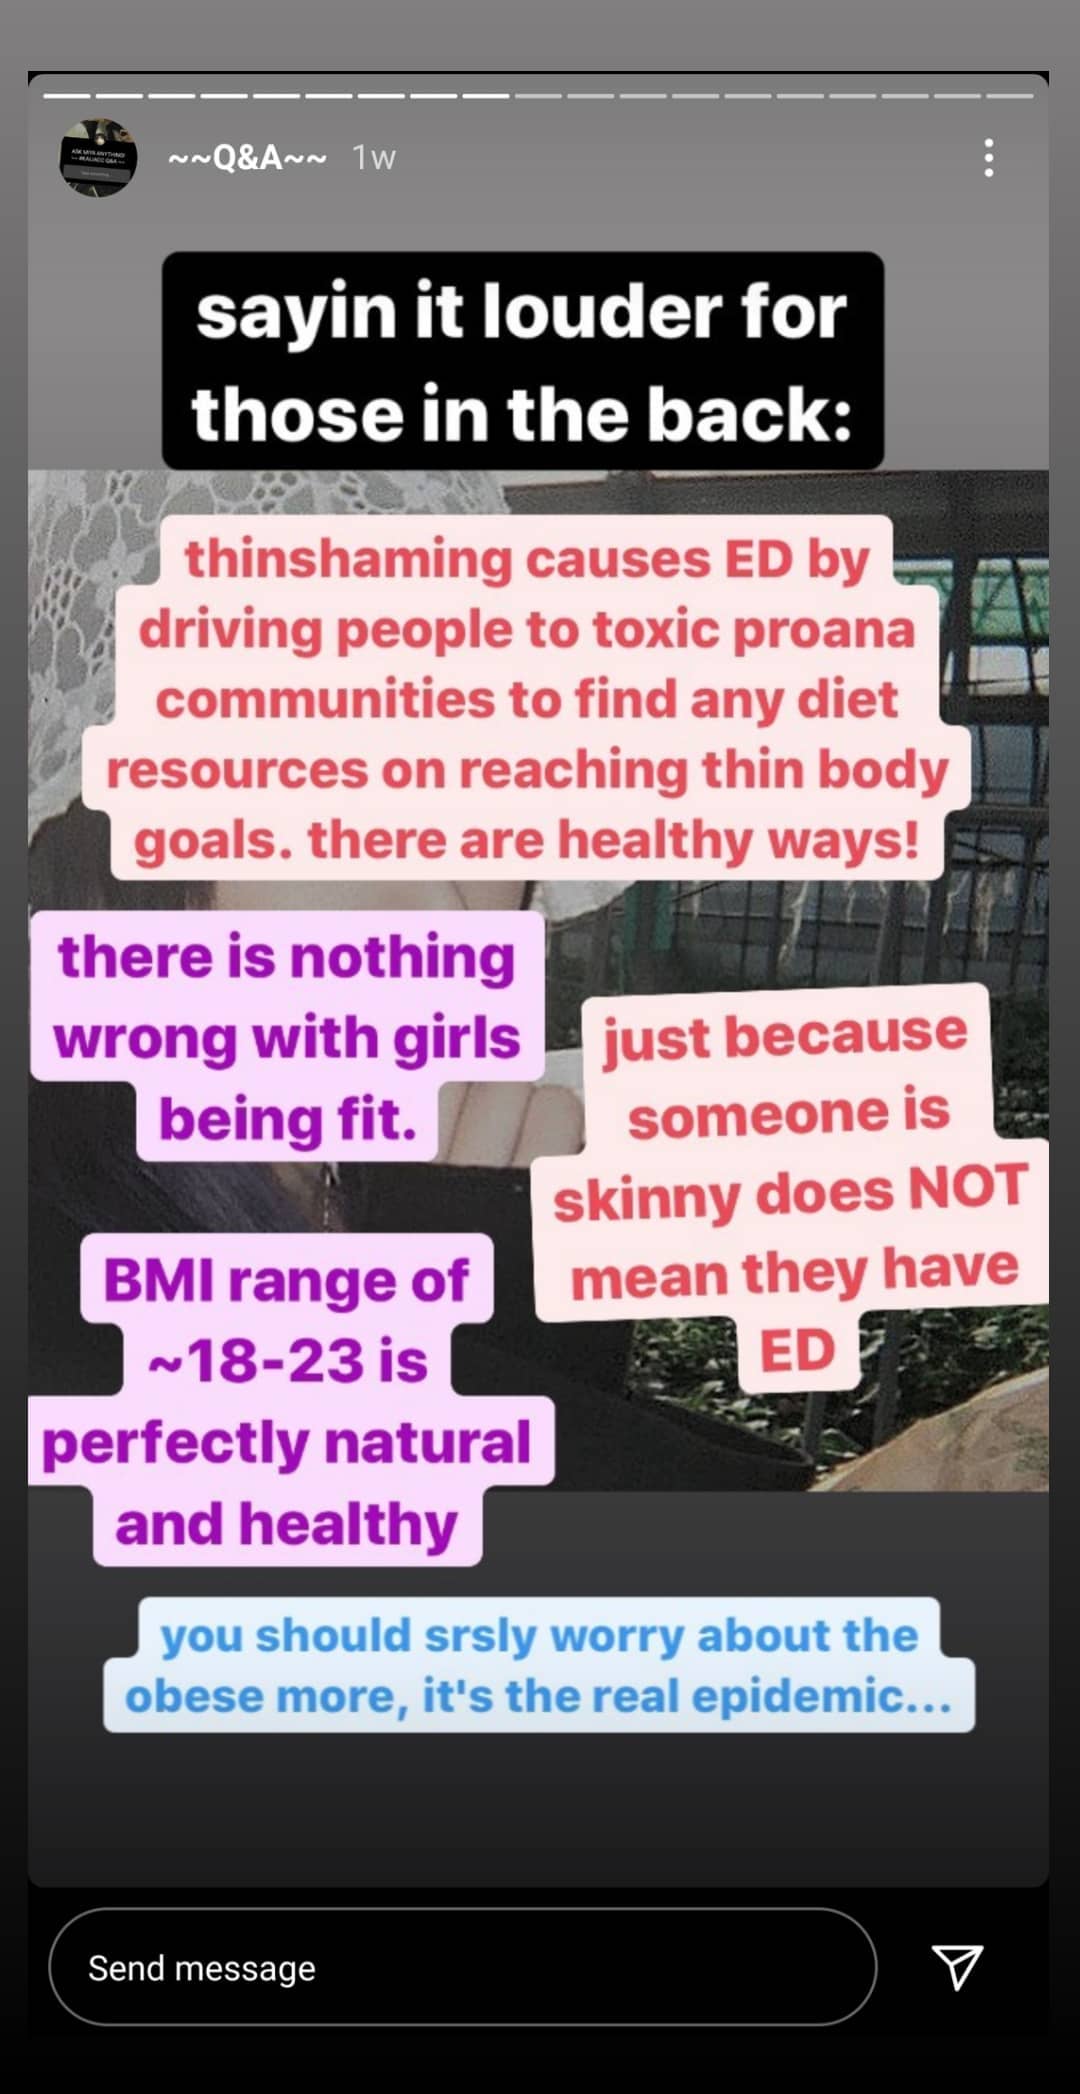 ~~Q&A~~ 1w
sayin it louder for
those in the back:
thinshaming causes ED by
driving people to toxic proana
communities to find any diet
resources on reaching thin body
goals. there are healthy ways!
there is nothing
wrong with girls
being fit.
just because
someone is
skinny does NOT
mean they have
ED
BMI range of
~18-23 is
perfectly natural
and healthy
you should srsly worry about the
obese more, it's the real epidemic...
Send message